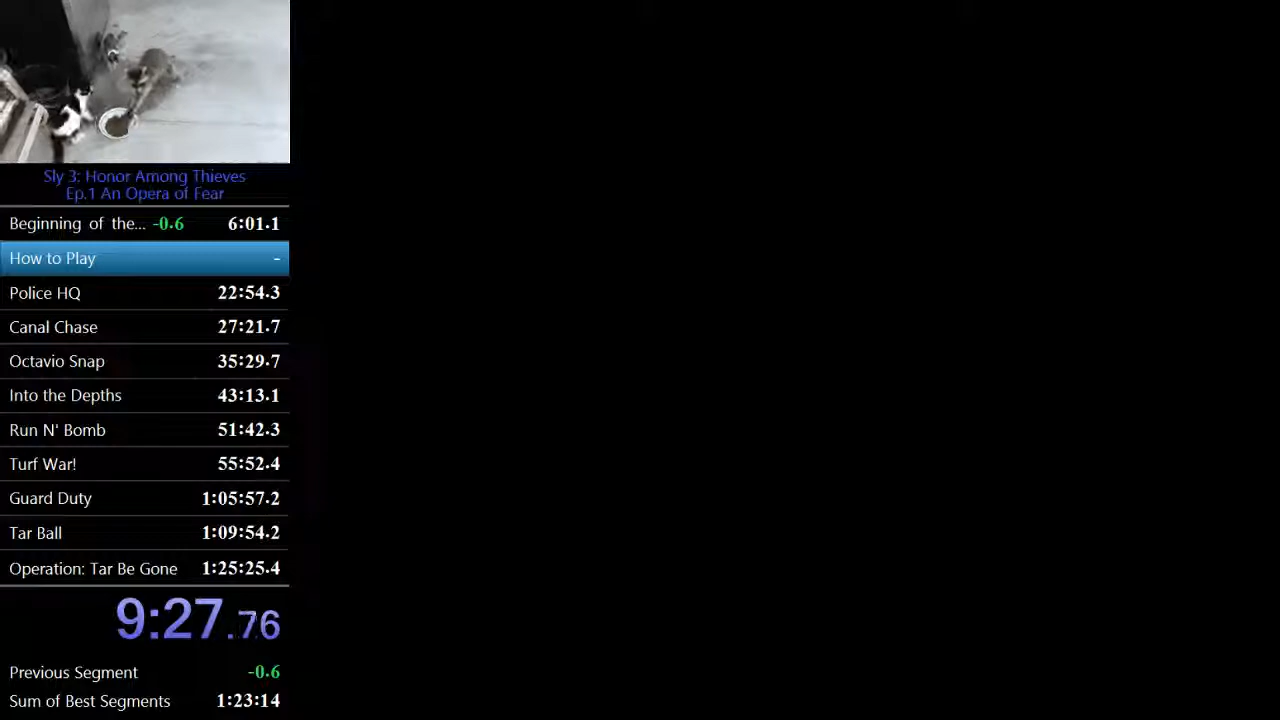 Sly 3: Honor Among Thieves
Ep.1 An Opera of Fear
Beginning of the... -0.6 6:01.1
How to Play -
Police HQ 22:54.3
Canal Chase 27:21.7
Octavio Snap 35:29.7
Into the Depths 43:13.1
Run N' Bomb 51:42.3
Turf War! 55:52.4
Guard Duty 1:05:57.2
Tar Ball 1:09:54.2
Operation: Tar Be Gone 1:25:25.4
9:27.76
Previous Segment -0.6
Sum of Best Segments 1:23:14